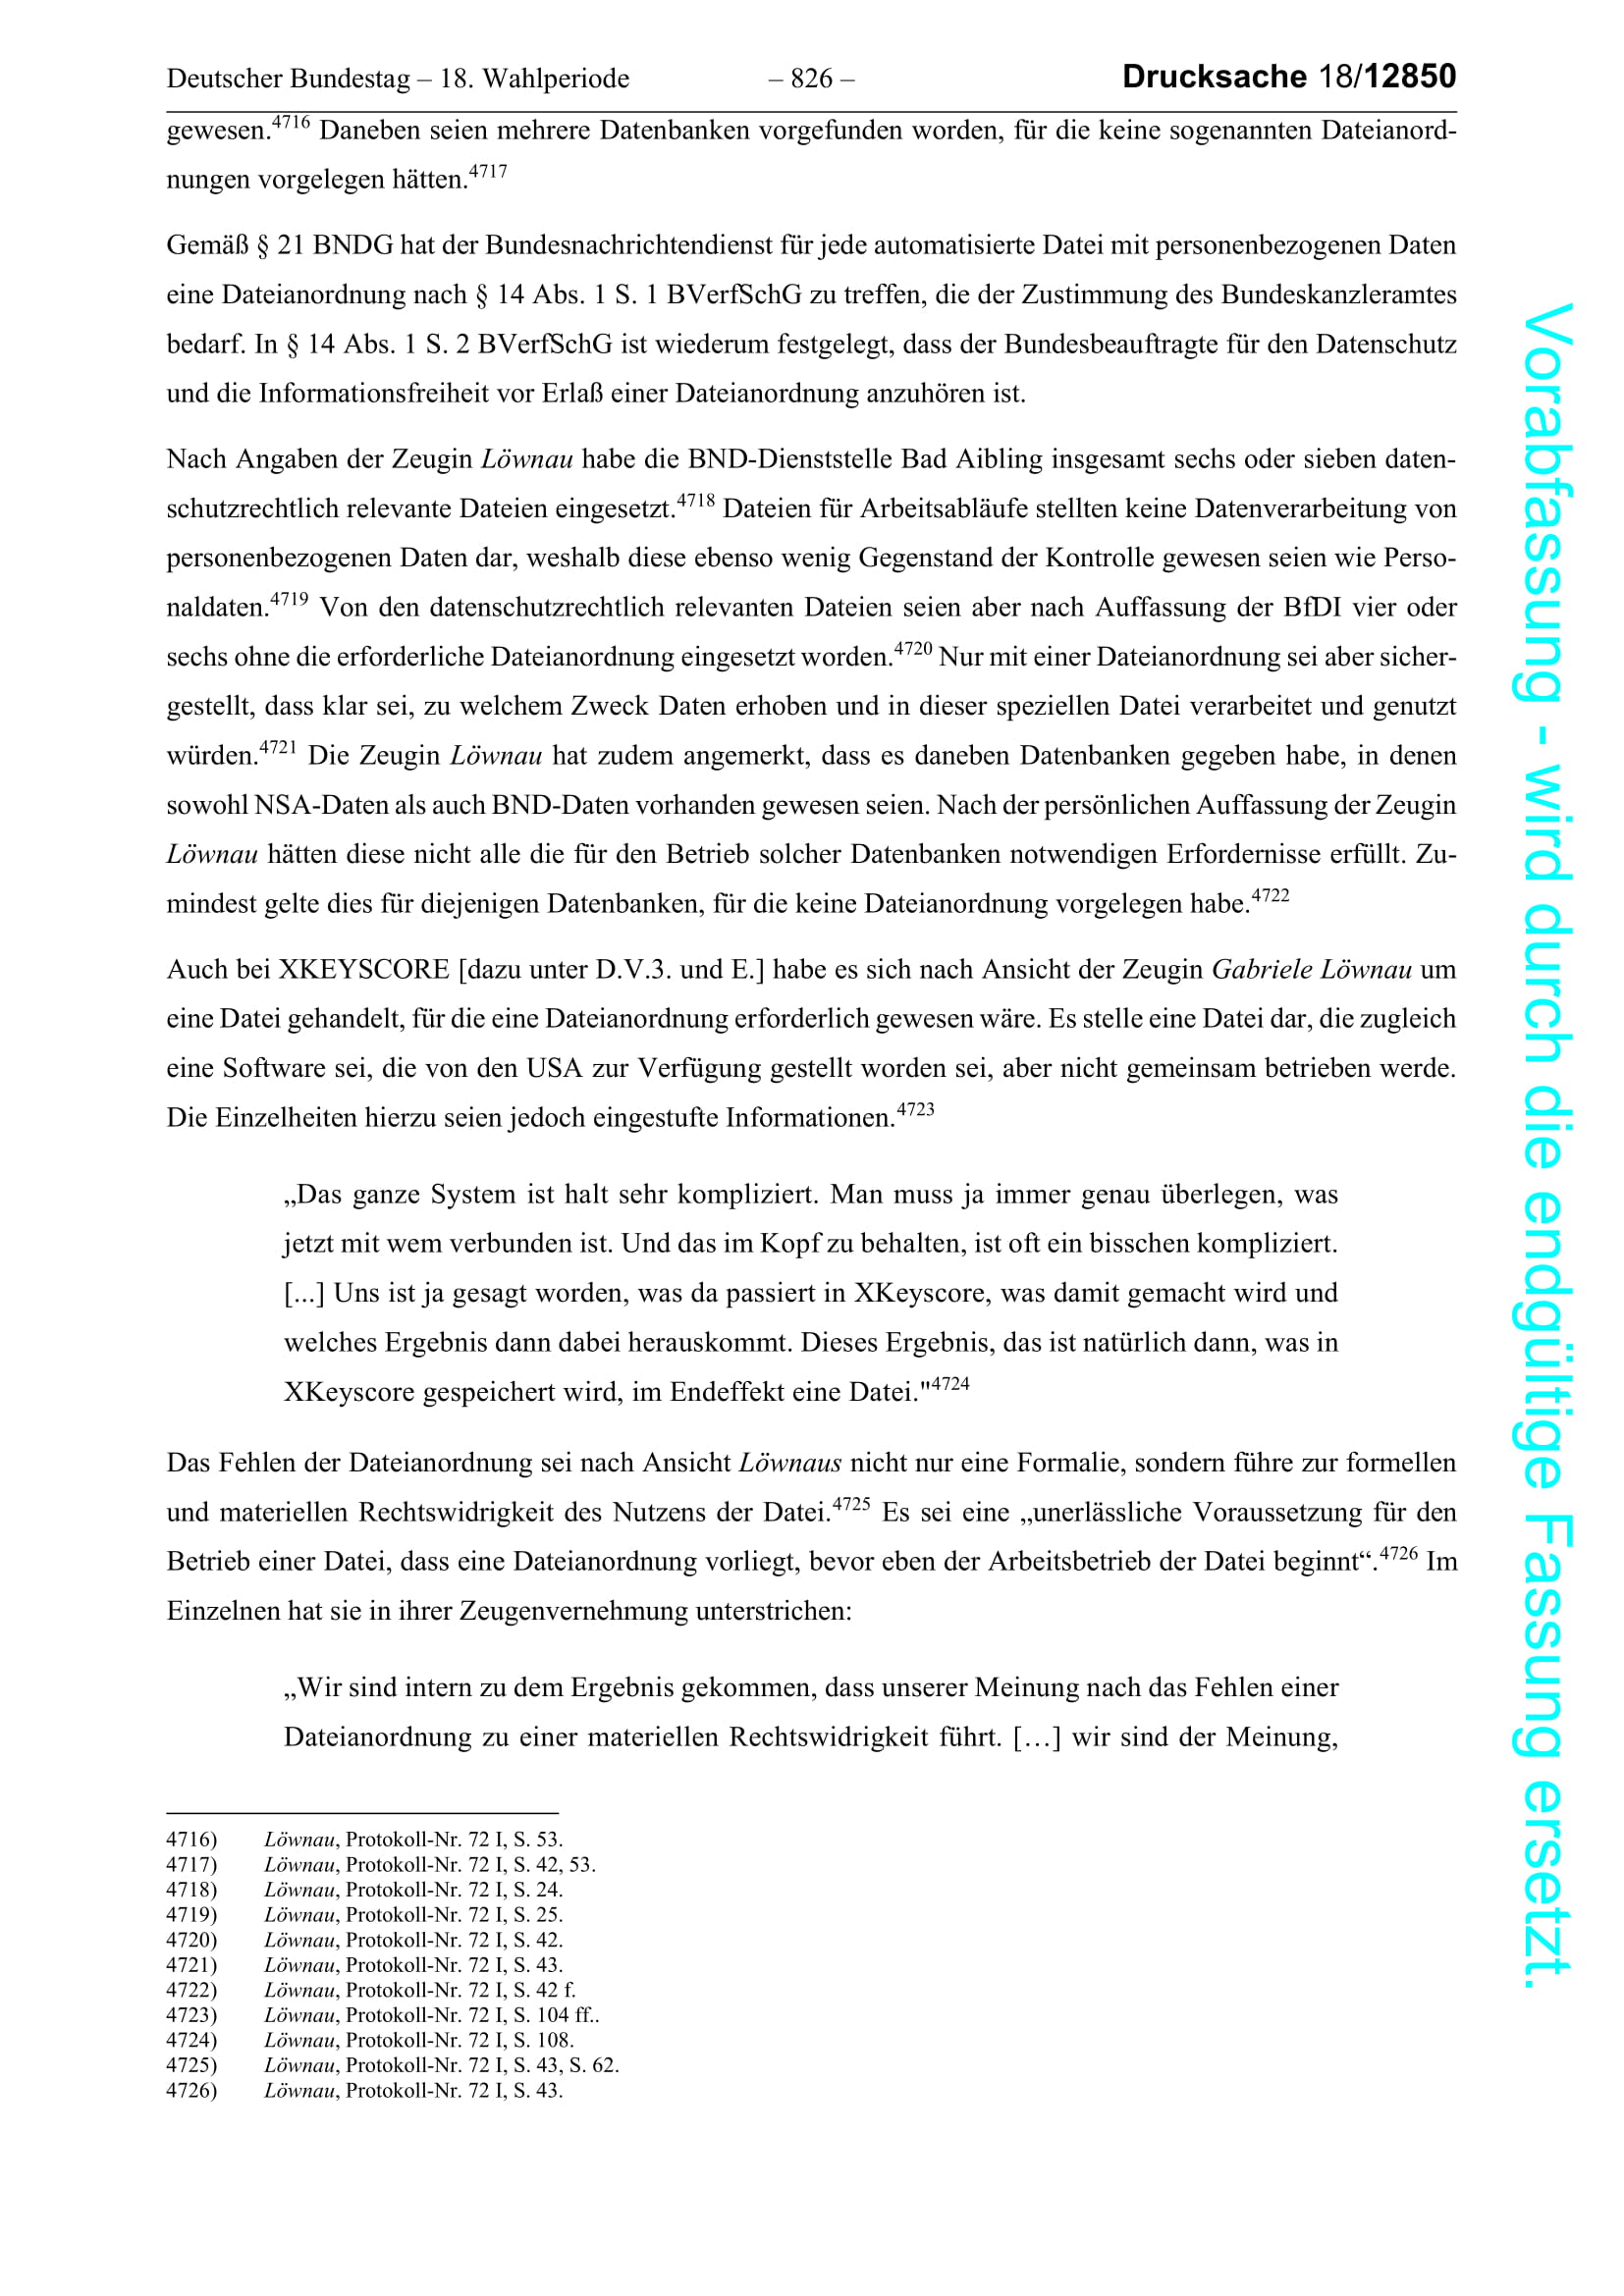 Deutscher Bundestag – 18. Wahlperiode – 826 – Drucksache 18/12850
gewesen.4716 Daneben seien mehrere Datenbanken vorgefunden worden, für die keine sogenannten Dateianord-
nungen vorgelegen hätten.4717
Gemäß § 21 BNDG hat der Bundesnachrichtendienst für jede automatisierte Datei mit personenbezogenen Daten
eine Dateianordnung nach § 14 Abs. 1 S. 1 BVerfSchG zu treffen, die der Zustimmung des Bundeskanzleramtes
bedarf. In § 14 Abs. 1 S. 2 BVerfSchG ist wiederum festgelegt, dass der Bundesbeauftragte für den Datenschutz
und die Informationsfreiheit vor Erlaß einer Dateianordnung anzuhören ist.
Nach Angaben der Zeugin Löwnau habe die BND-Dienststelle Bad Aibling insgesamt sechs oder sieben daten-
schutzrechtlich relevante Dateien eingesetzt.4718 Dateien für Arbeitsabläufe stellten keine Datenverarbeitung von
personenbezogenen Daten dar, weshalb diese ebenso wenig Gegenstand der Kontrolle gewesen seien wie Perso-
naldaten.4719 Von den datenschutzrechtlich relevanten Dateien seien aber nach Auffassung der BfDI vier oder
sechs ohne die erforderliche Dateianordnung eingesetzt worden.4720 Nur mit einer Dateianordnung sei aber sicher-
gestellt, dass klar sei, zu welchem Zweck Daten erhoben und in dieser speziellen Datei verarbeitet und genutzt
würden.4721 Die Zeugin Löwnau hat zudem angemerkt, dass es daneben Datenbanken gegeben habe, in denen
sowohl NSA-Daten als auch BND-Daten vorhanden gewesen seien. Nach der persönlichen Auffassung der Zeugin
Löwnau hätten diese nicht alle die für den Betrieb solcher Datenbanken notwendigen Erfordernisse erfüllt. Zu-
mindest gelte dies für diejenigen Datenbanken, für die keine Dateianordnung vorgelegen habe.4722
Auch bei XKEYSCORE [dazu unter D.V.3. und E.] habe es sich nach Ansicht der Zeugin Gabriele Löwnau um
eine Datei gehandelt, für die eine Dateianordnung erforderlich gewesen wäre. Es stelle eine Datei dar, die zugleich
eine Software sei, die von den USA zur Verfügung gestellt worden sei, aber nicht gemeinsam betrieben werde.
Die Einzelheiten hierzu seien jedoch eingestufte Informationen.4723
„Das ganze System ist halt sehr kompliziert. Man muss ja immer genau überlegen, was
jetzt mit wem verbunden ist. Und das im Kopf zu behalten, ist oft ein bisschen kompliziert.
[...] Uns ist ja gesagt worden, was da passiert in XKeyscore, was damit gemacht wird und
welches Ergebnis dann dabei herauskommt. Dieses Ergebnis, das ist natürlich dann, was in
XKeyscore gespeichert wird, im Endeffekt eine Datei."4724
Das Fehlen der Dateianordnung sei nach Ansicht Löwnaus nicht nur eine Formalie, sondern führe zur formellen
und materiellen Rechtswidrigkeit des Nutzens der Datei.4725 Es sei eine „unerlässliche Voraussetzung für den
Betrieb einer Datei, dass eine Dateianordnung vorliegt, bevor eben der Arbeitsbetrieb der Datei beginnt“.4726 Im
Einzelnen hat sie in ihrer Zeugenvernehmung unterstrichen:
„Wir sind intern zu dem Ergebnis gekommen, dass unserer Meinung nach das Fehlen einer
Dateianordnung zu einer materiellen Rechtswidrigkeit führt. […] wir sind der Meinung,
4716) Löwnau, Protokoll-Nr. 72 I, S. 53.
4717) Löwnau, Protokoll-Nr. 72 I, S. 42, 53.
4718) Löwnau, Protokoll-Nr. 72 I, S. 24.
4719) Löwnau, Protokoll-Nr. 72 I, S. 25.
4720) Löwnau, Protokoll-Nr. 72 I, S. 42.
4721) Löwnau, Protokoll-Nr. 72 I, S. 43.
4722) Löwnau, Protokoll-Nr. 72 I, S. 42 f.
4723) Löwnau, Protokoll-Nr. 72 I, S. 104 ff..
4724) Löwnau, Protokoll-Nr. 72 I, S. 108.
4725) Löwnau, Protokoll-Nr. 72 I, S. 43, S. 62.
4726) Löwnau, Protokoll-Nr. 72 I, S. 43.
Vorabfassung - wird durch die endgültige Fassung ersetzt.